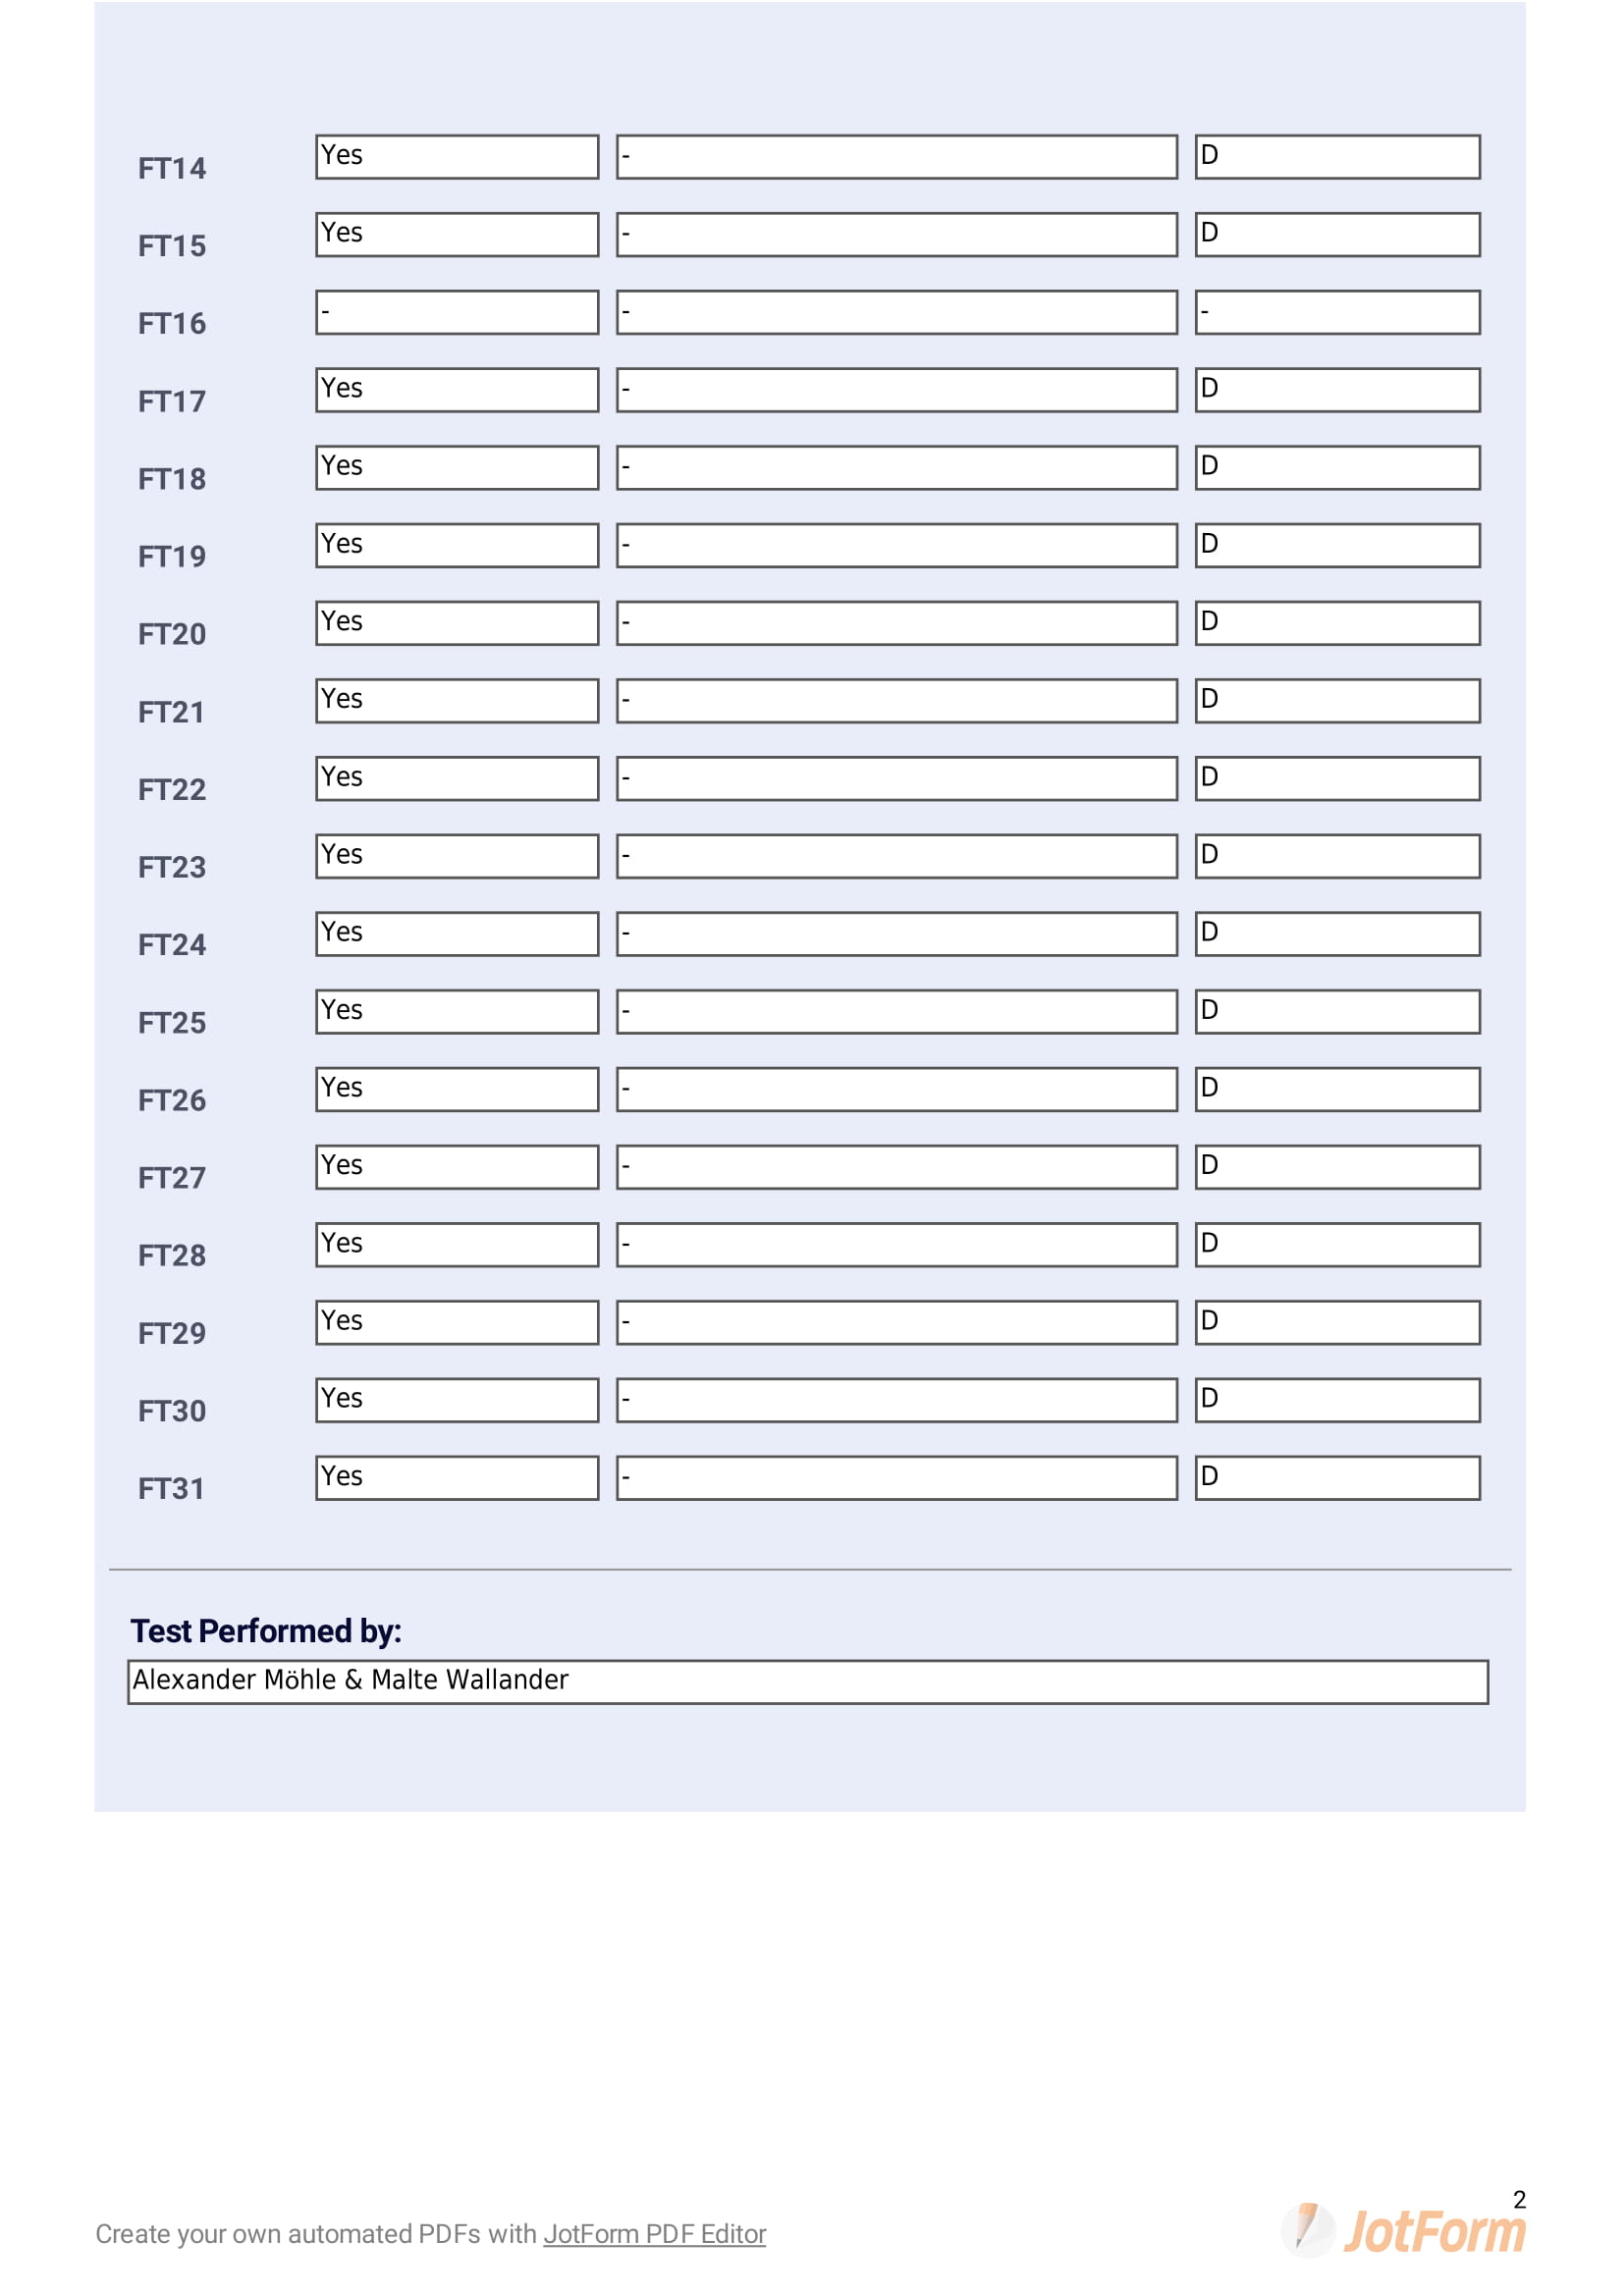 FT14 Yes - D
FT15 Yes - D
FT16 - - -
FT17 Yes - D
FT18 Yes - D
FT19 Yes - D
FT20 Yes - D
FT21 Yes - D
FT22 Yes - D
FT23 Yes - D
FT24 Yes - D
FT25 Yes - D
FT26 Yes - D
FT27 Yes - D
FT28 Yes - D
FT29 Yes - D
FT30 Yes - D
FT31 Yes - D
Test Performed by:
Alexander Möhle & Malte Wallander
2
Create your own automated PDFs with JotForm PDF Editor
JotForm